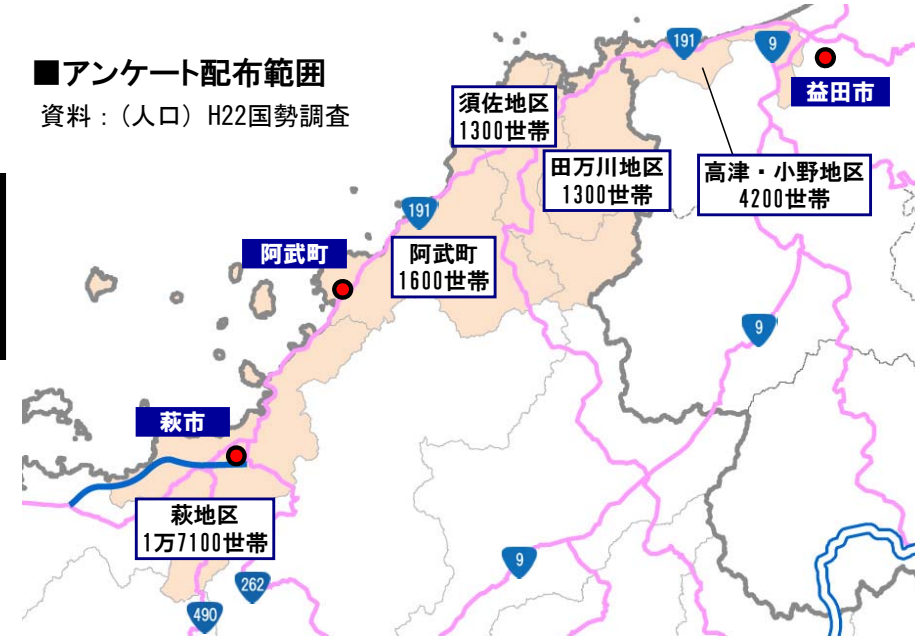 ■アンケート配布範囲
資料：（人口）H22国勢調査
191
9
益田市
須佐地区
1300世帯
田万川地区
1300世帯
高津・小野地区
4200世帯
191
阿武町
阿武町
1600世帯
9
萩市
萩地区
1万7100世帯
9
262
490